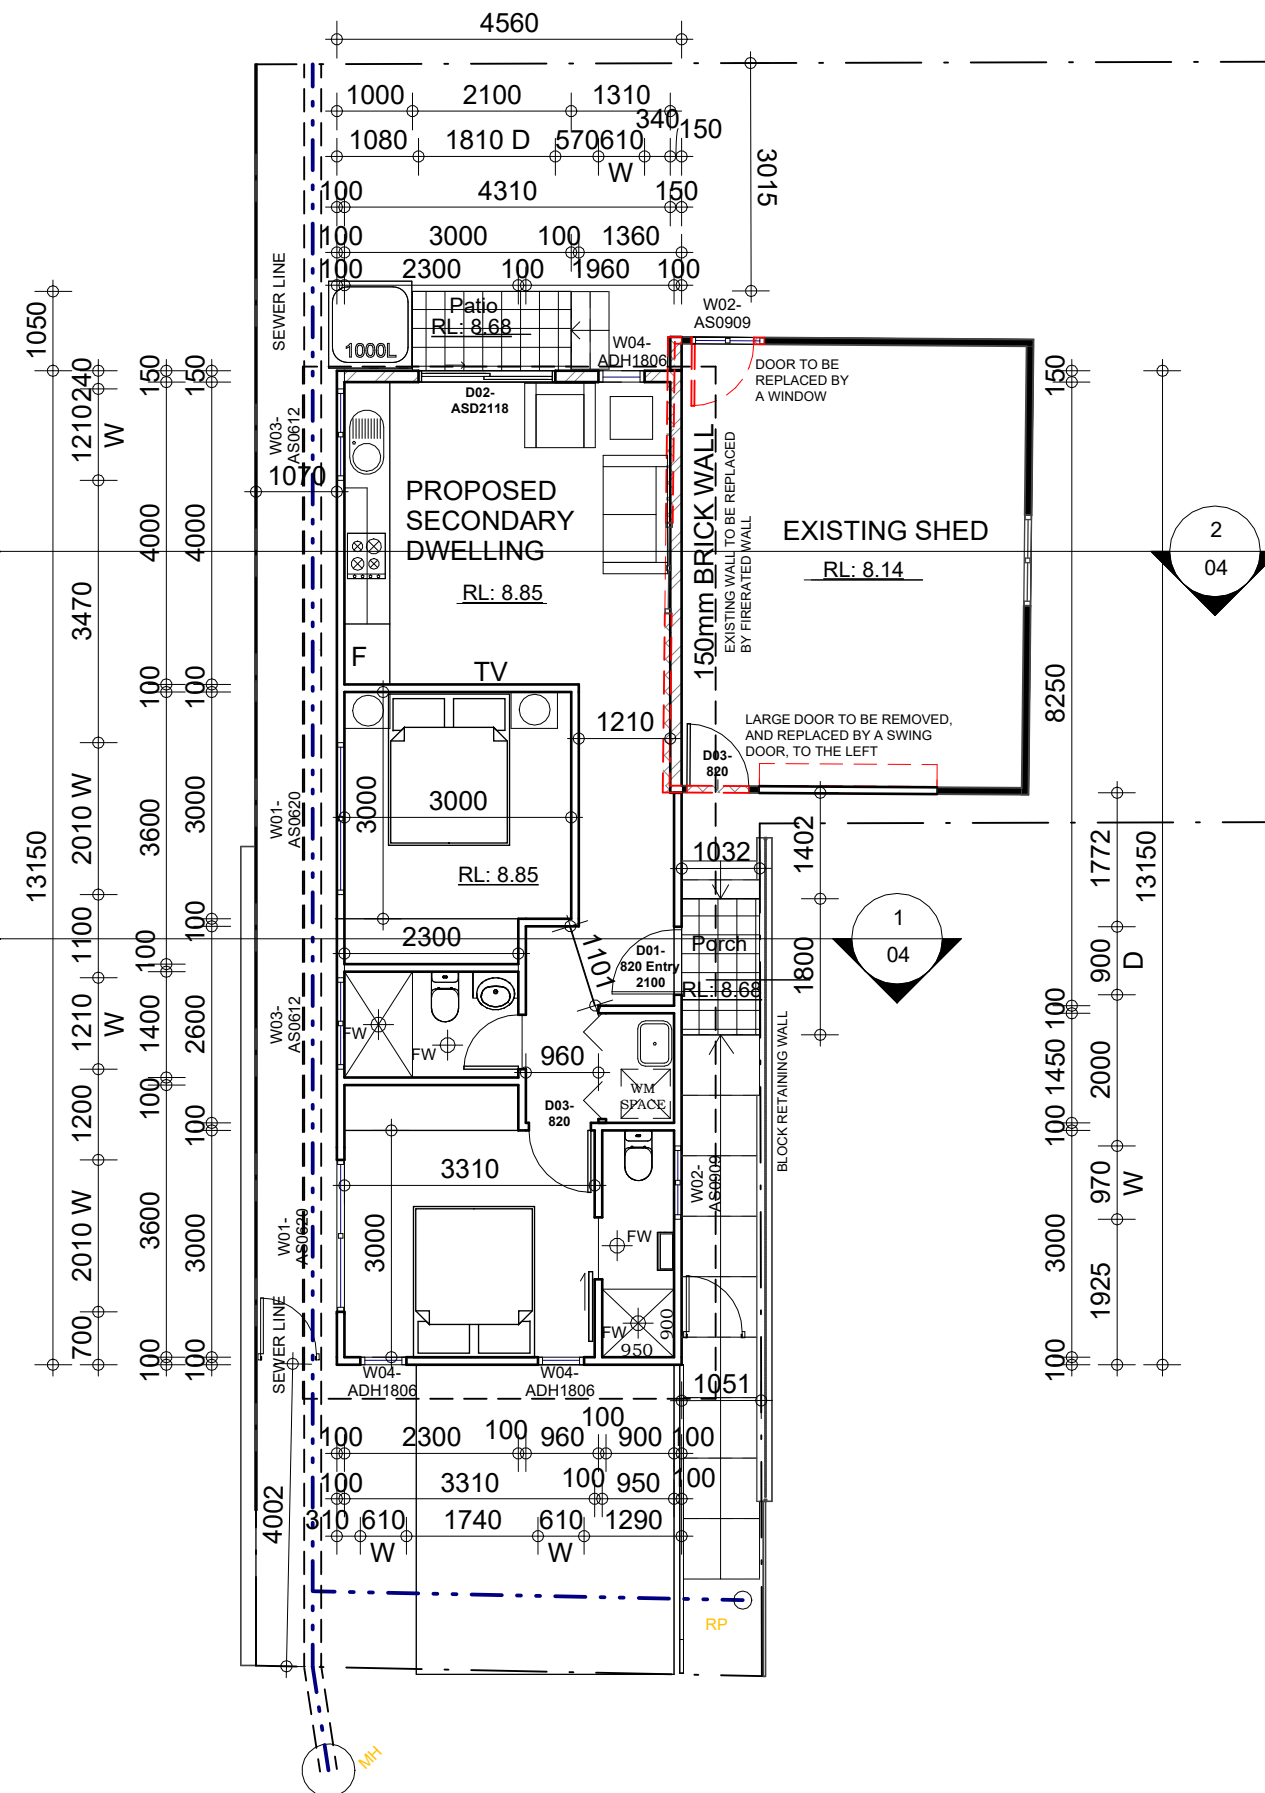 4560
1000 2100 1310
340 150
1080 1810 D 570 610
W
100 4310 150
100 3000 100 1360
100 2300 100 1960 100
3015
SEWER LINE
1000L
Patio
RL: 8.68
W04-
ADH1806
W02-
AS0909
DOOR TO BE
REPLACED BY
A WINDOW
D02-
ASD2118
W03-
AS0612
1070
PROPOSED
SECONDARY
DWELLING
RL: 8.85
150mm BRICK WALL
EXISTING WALL TO BE REPLACED
BY FIRERATED WALL
EXISTING SHED
RL: 8.14
2
04
F
TV
1210
LARGE DOOR TO BE REMOVED,
AND REPLACED BY A SWING
DOOR, TO THE LEFT
D03-
820
W01-
AS0620
3000
3000
RL: 8.85
2300
1101
1032
1402
1800
Porch
RL: 8.68
D01-
820 Entry
2100
1
04
W03-
AS0612
FW
FW
960
WM
SPACE
D03-
820
BLOCK RETAINING WALL
3310
3000
W01-
AS0620
W02-
AS0909
FW
FW
900
950
SEWER LINE
W04-
ADH1806
W04-
ADH1806
1051
4002
100 2300 100 960 100 900 100
100 3310 100 950 100
310 610 1740 610 1290
W W
RP
MH
1050
13150
240
1210
W
3470
2010 W
1100
1210
W
1200
2010 W
700
150
4000
100
3600
100
1400
100
3600
100
150
4000
100
3000
100
2600
100
3000
100
150
8250
100
1450
100
3000
100
1772
900
D
2000
970
W
1925
13150